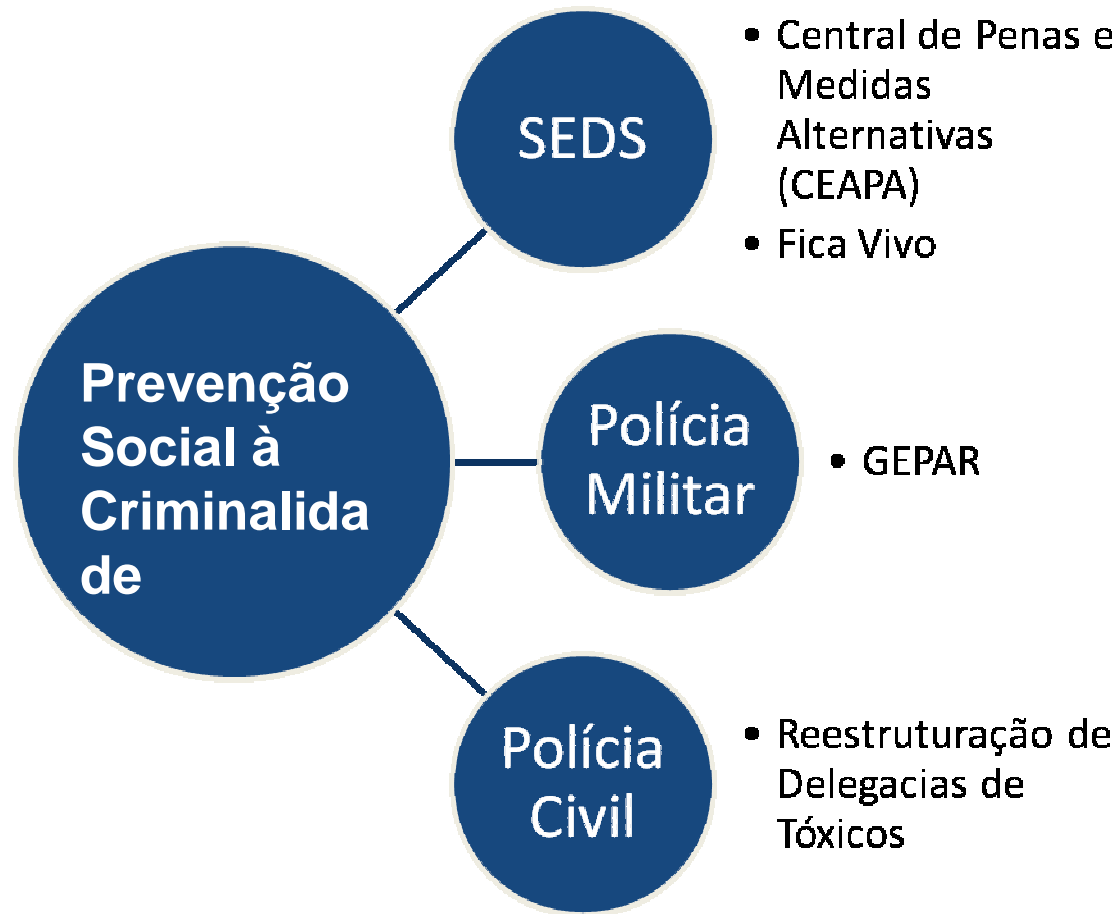 SEDS
• Central de Penas e
Medidas
Alternativas
(CEAPA)
• Fica Vivo
Prevenção
Social à
Criminalida
de
Polícia
Militar
• GEPAR
Polícia
Civil
• Reestruturação de
Delegacias de
Tóxicos